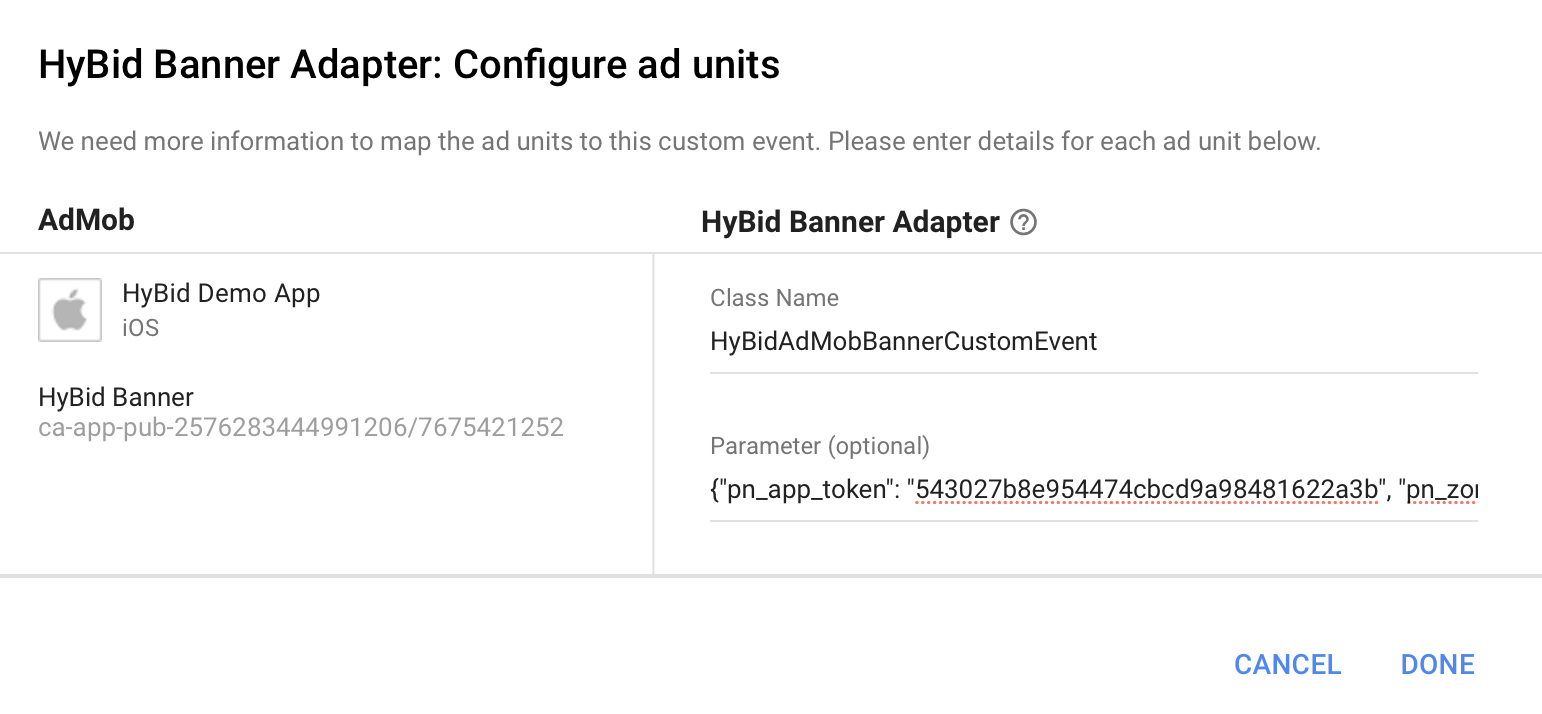 HyBid Banner Adapter: Configure ad units
We need more information to map the ad units to this custom event. Please enter details for each ad unit below.
AdMob
HyBid Banner Adapter
HyBid Demo App
iOS
HyBid Banner
ca-app-pub-2576283444991206/7675421252
Class Name
HyBidAdMobBannerCustomEvent
Parameter (optional)
{"pn_app_token": "543027b8e954474cbcd9a98481622a3b", "pn_zo
CANCEL DONE